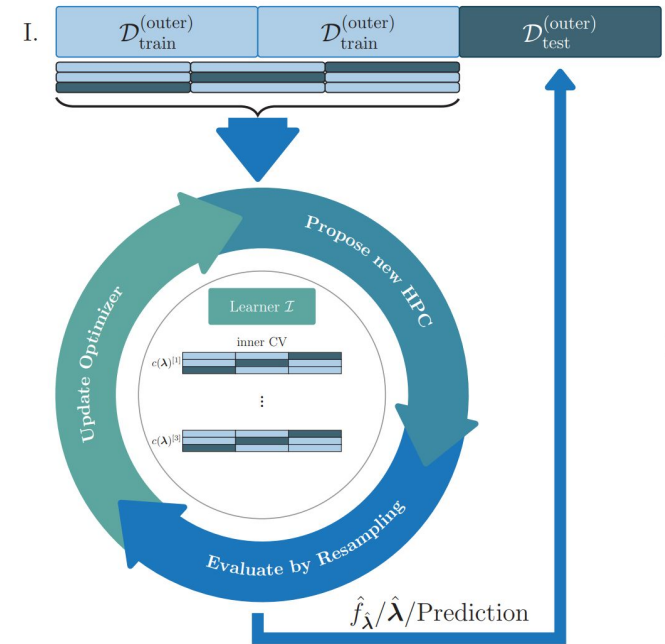 I.
𝒟_train^(outer) 𝒟_train^(outer) 𝒟_test^(outer)
Propose new HPC
Update Optimizer
Learner ℐ
inner CV
c(λ)^[1]
⋮
c(λ)^[3]
Evaluate by Resampling
f̂_λ̂/λ̂/Prediction